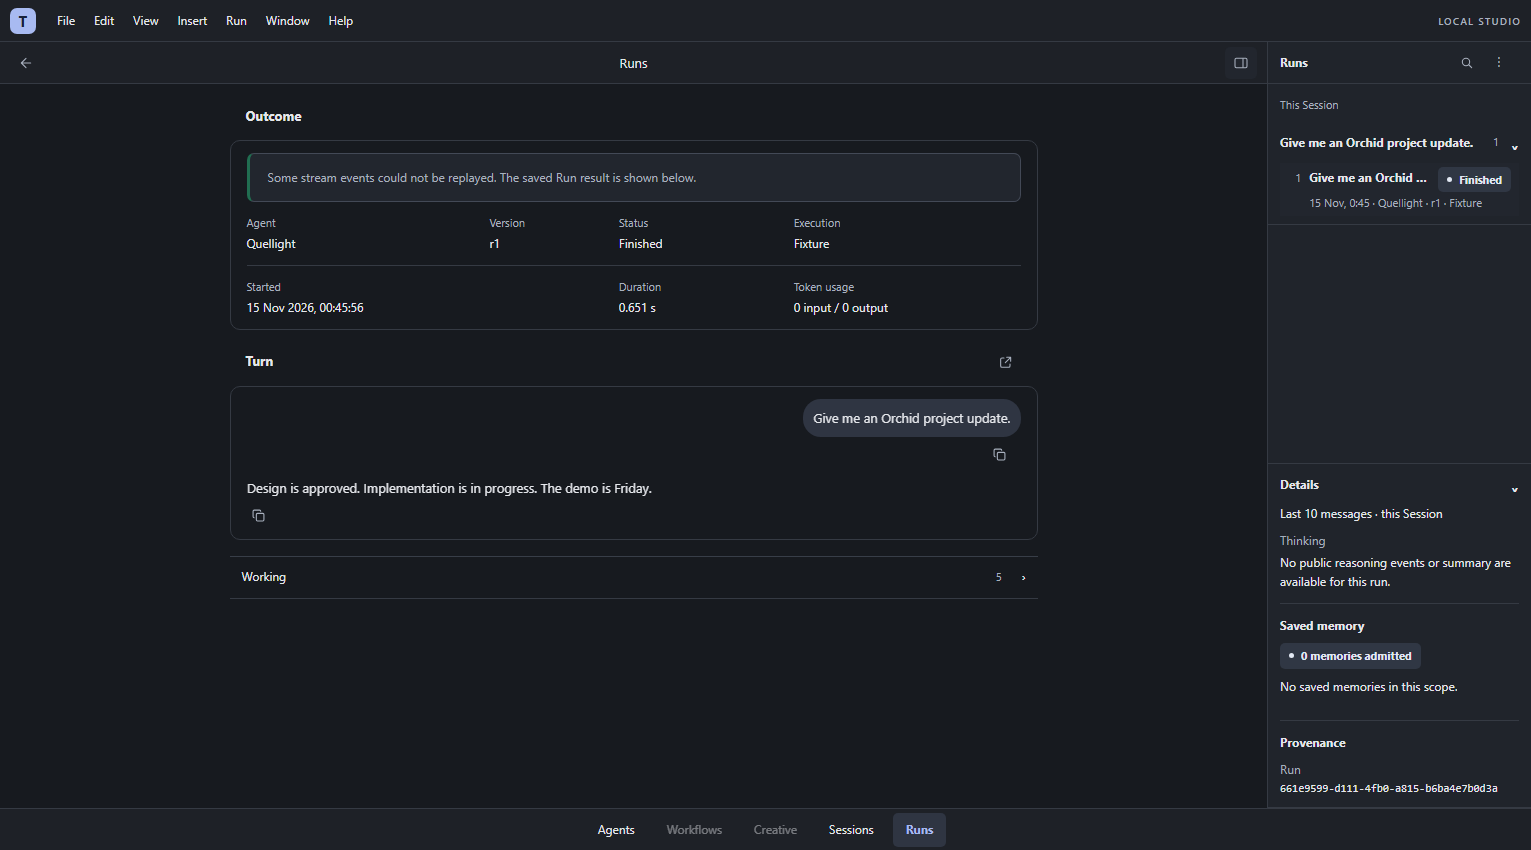 T File Edit View Insert Run Window Help LOCAL STUDIO
Runs
Outcome
Some stream events could not be replayed. The saved Run result is shown below.
Agent Version Status Execution
Quellight r1 Finished Fixture
Started Duration Token usage
15 Nov 2026, 00:45:56 0.651 s 0 input / 0 output
Turn
Give me an Orchid project update.
Design is approved. Implementation is in progress. The demo is Friday.
Working 5
Runs
This Session
Give me an Orchid project update. 1
1 Give me an Orchid ... • Finished
15 Nov, 0:45 · Quellight · r1 · Fixture
Details
Last 10 messages · this Session
Thinking
No public reasoning events or summary are
available for this run.
Saved memory
• 0 memories admitted
No saved memories in this scope.
Provenance
Run
661e9599-d111-4fb0-a815-b6ba4e7b0d3a
Agents Workflows Creative Sessions Runs